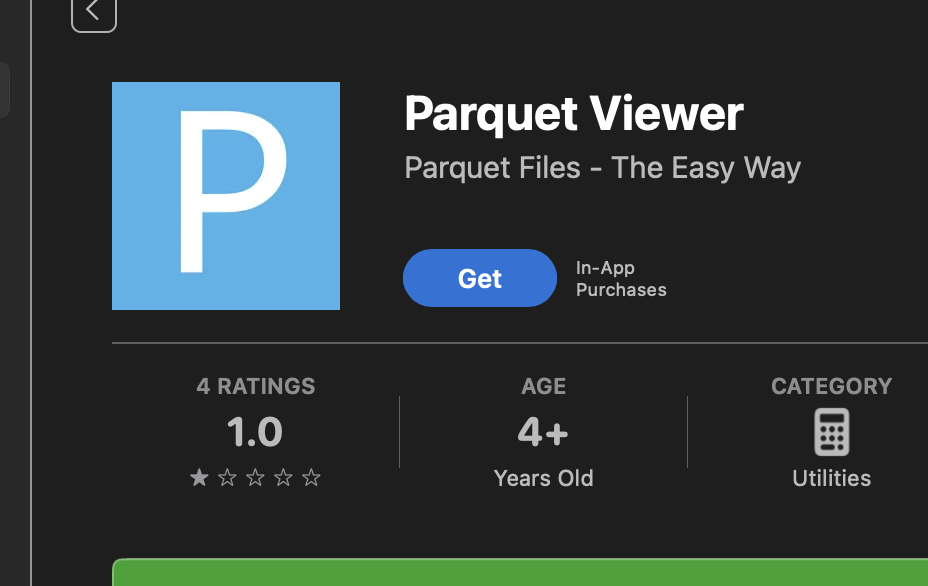 P
Parquet Viewer
Parquet Files - The Easy Way
Get
In-App
Purchases
4 RATINGS
1.0
AGE
4+
Years Old
CATEGORY
Utilities